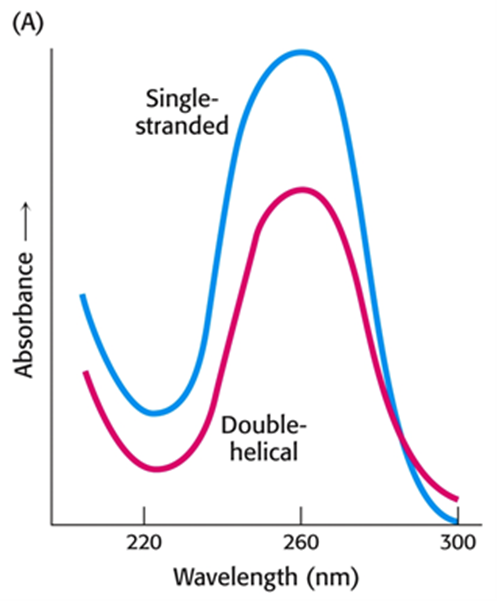 (A)
Single-
stranded
Absorbance →
Double-
helical
220 260 300
Wavelength (nm)